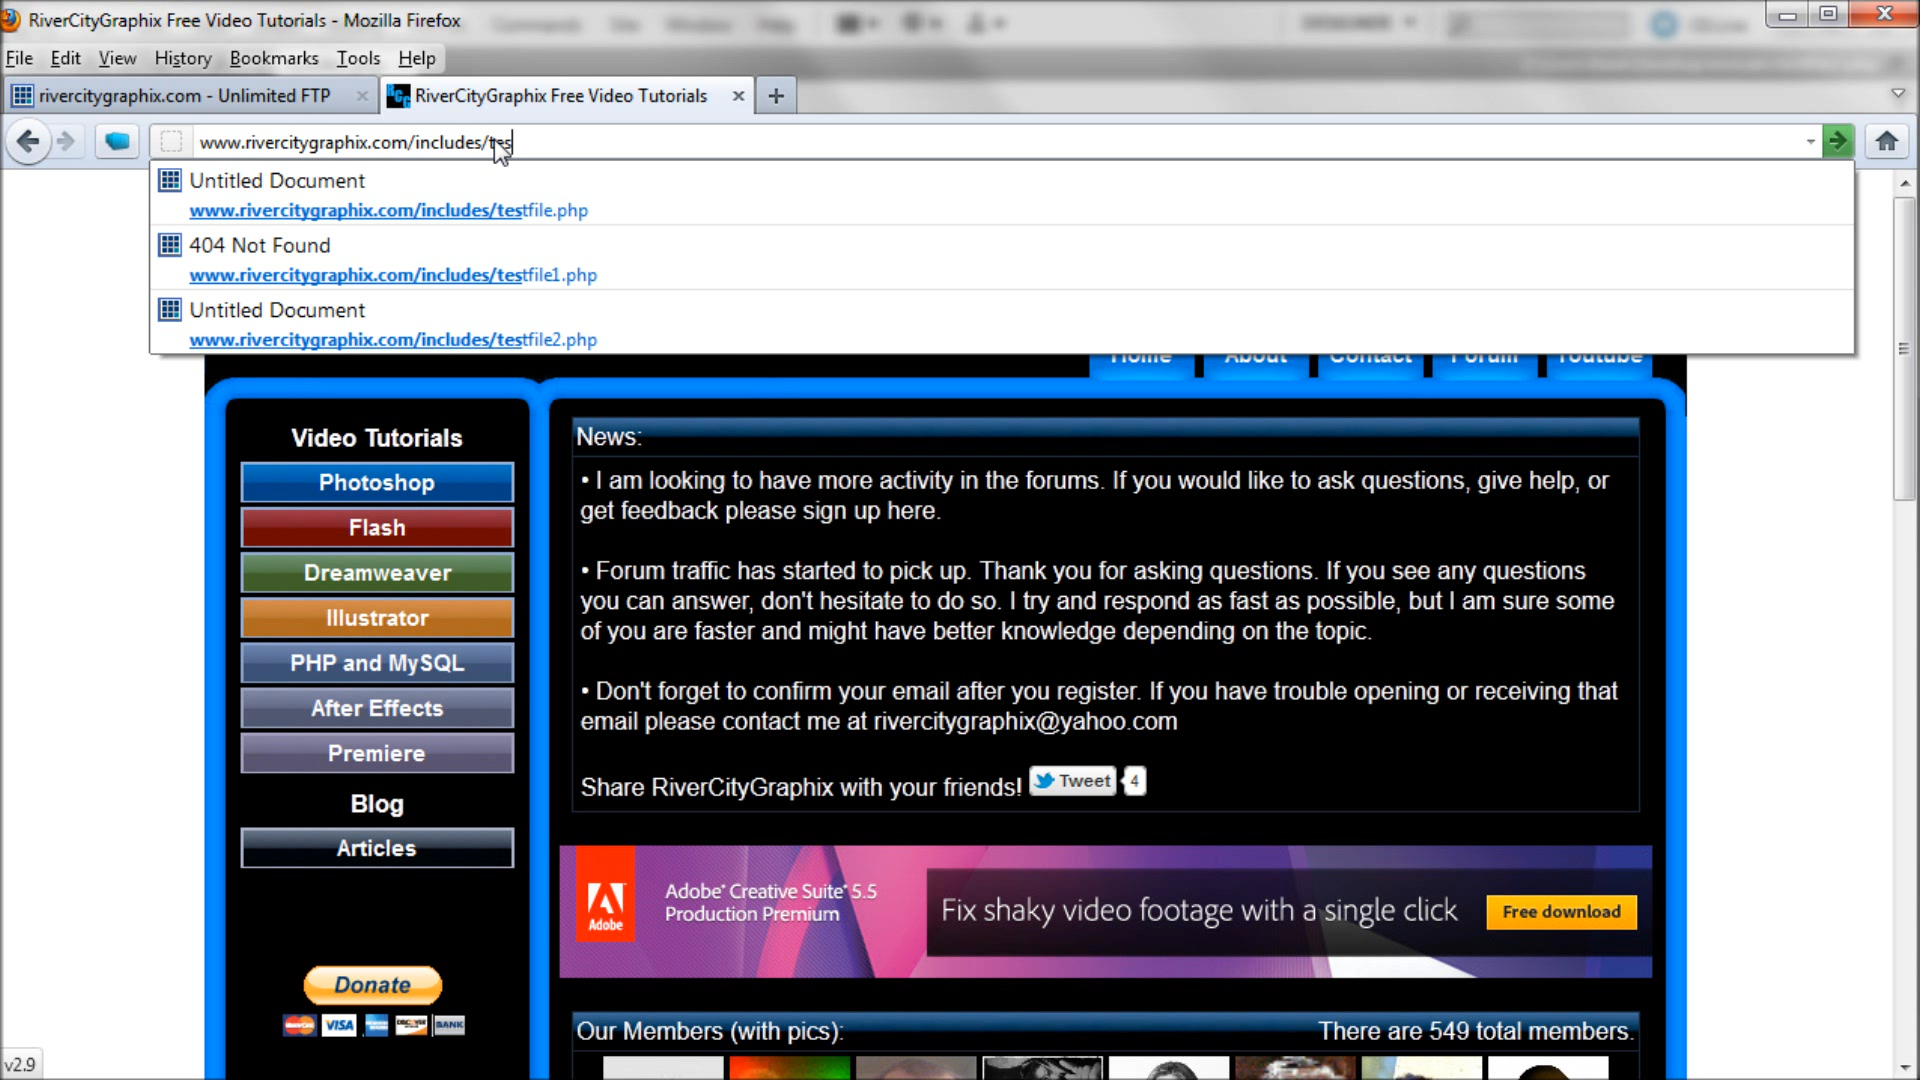 RiverCityGraphix Free Video Tutorials - Mozilla Firefox
File Edit View History Bookmarks Tools Help
rivercitygraphix.com - Unlimited FTP
RiverCityGraphix Free Video Tutorials
www.rivercitygraphix.com/includes/tes
Untitled Document
www.rivercitygraphix.com/includes/testfile.php
404 Not Found
www.rivercitygraphix.com/includes/testfile1.php
Untitled Document
www.rivercitygraphix.com/includes/testfile2.php
Home About Contact Forum Youtube
Video Tutorials
Photoshop
Flash
Dreamweaver
Illustrator
PHP and MySQL
After Effects
Premiere
Blog
Articles
Donate
VISA
BANK
News:
• I am looking to have more activity in the forums. If you would like to ask questions, give help, or
get feedback please sign up here.
• Forum traffic has started to pick up. Thank you for asking questions. If you see any questions
you can answer, don't hesitate to do so. I try and respond as fast as possible, but I am sure some
of you are faster and might have better knowledge depending on the topic.
• Don't forget to confirm your email after you register. If you have trouble opening or receiving that
email please contact me at rivercitygraphix@yahoo.com
Share RiverCityGraphix with your friends! Tweet 4
Adobe
Adobe® Creative Suite® 5.5
Production Premium
Fix shaky video footage with a single click
Free download
Our Members (with pics): There are 549 total members.
v2.9